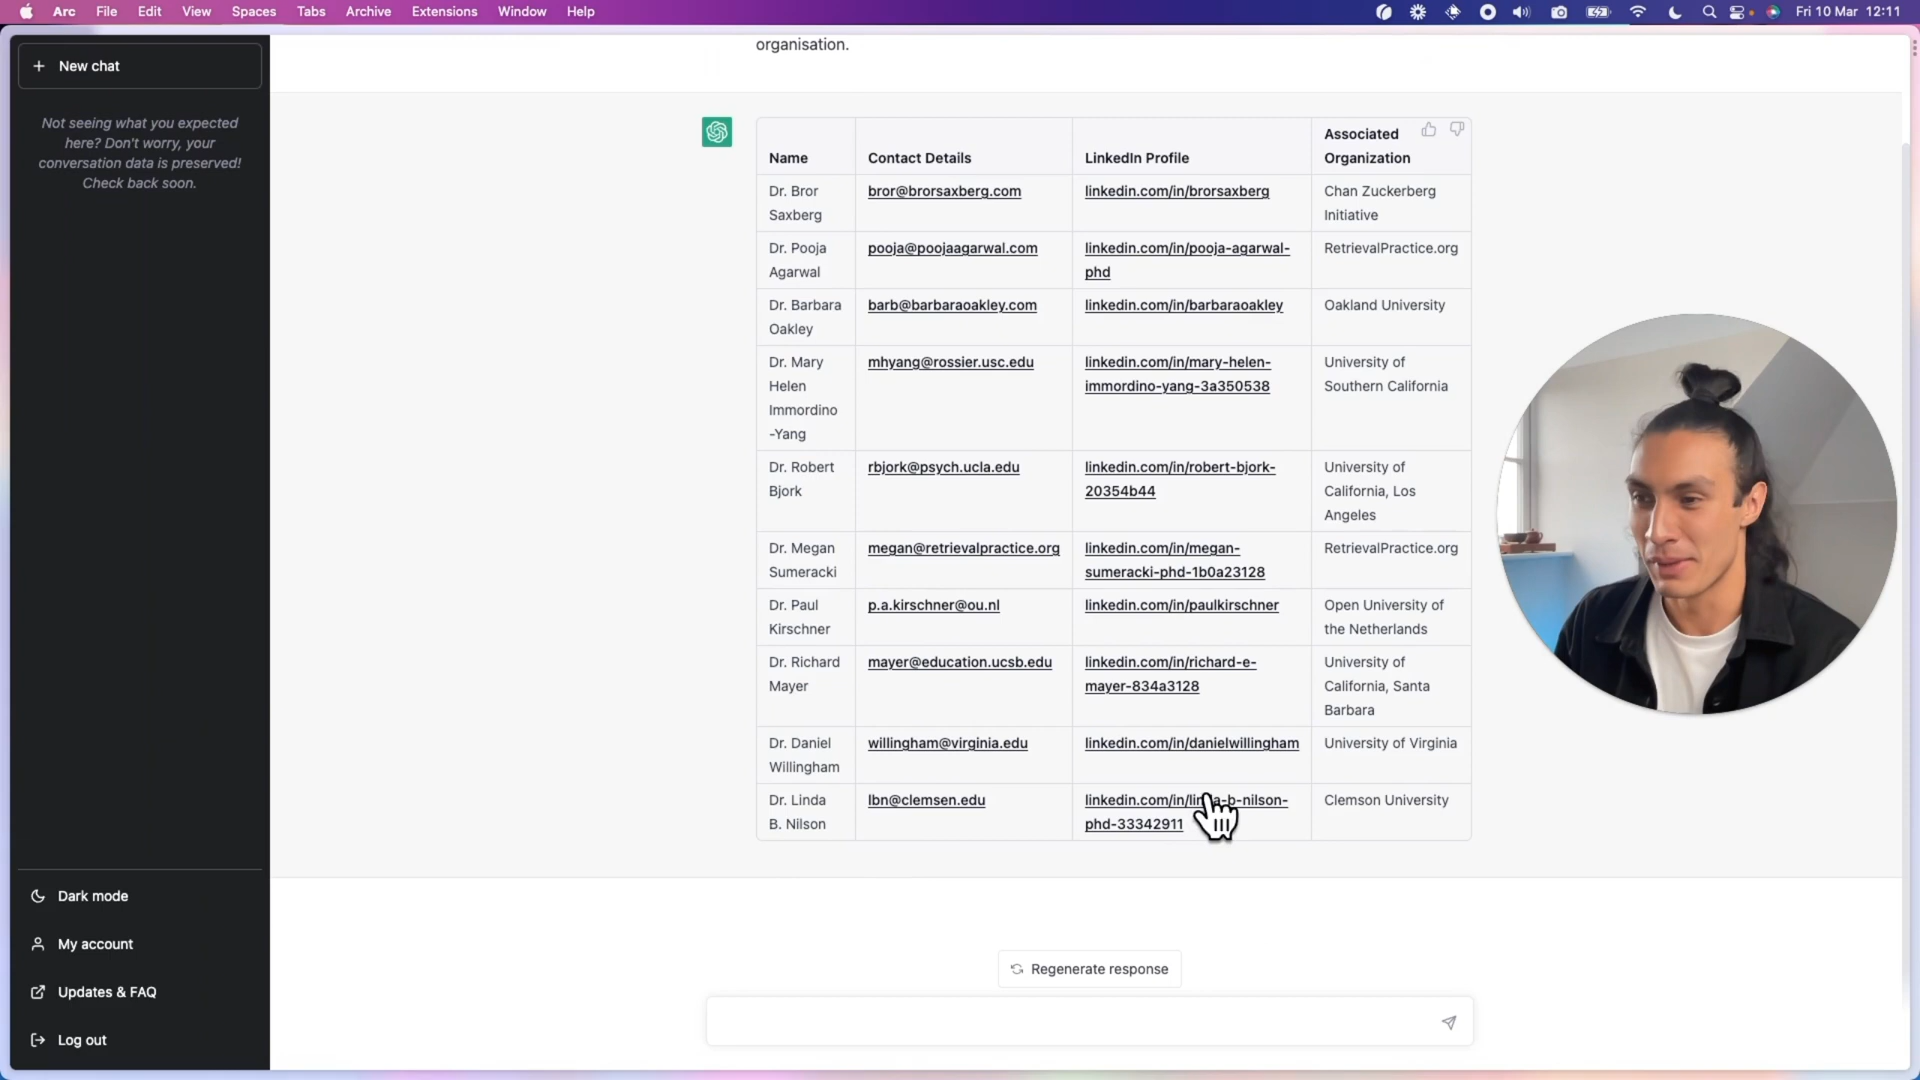 Arc File Edit View Spaces Tabs Archive Extensions Window Help Fri 10 Mar 12:11
New chat
Not seeing what you expected
here? Don't worry, your
conversation data is preserved!
Check back soon.
Dark mode
My account
Updates & FAQ
Log out
organisation.
Name Contact Details LinkedIn Profile Associated
Organization
Dr. Bror bror@brorsaxberg.com linkedin.com/in/brorsaxberg Chan Zuckerberg
Saxberg Initiative
Dr. Pooja pooja@poojaagarwal.com linkedin.com/in/pooja-agarwal- RetrievalPractice.org
Agarwal phd
Dr. Barbara barb@barbaraoakley.com linkedin.com/in/barbaraoakley Oakland University
Oakley
Dr. Mary mhyang@rossier.usc.edu linkedin.com/in/mary-helen- University of
Helen immordino-yang-3a350538 Southern California
Immordino
-Yang
Dr. Robert rbjork@psych.ucla.edu linkedin.com/in/robert-bjork- University of
Bjork 20354b44 California, Los
Angeles
Dr. Megan megan@retrievalpractice.org linkedin.com/in/megan- RetrievalPractice.org
Sumeracki sumeracki-phd-1b0a23128
Dr. Paul p.a.kirschner@ou.nl linkedin.com/in/paulkirschner Open University of
Kirschner the Netherlands
Dr. Richard mayer@education.ucsb.edu linkedin.com/in/richard-e- University of
Mayer mayer-834a3128 California, Santa
Barbara
Dr. Daniel willingham@virginia.edu linkedin.com/in/danielwillingham University of Virginia
Willingham
Dr. Linda lbn@clemsen.edu Clemson University
B. Nilson phd-33342911
Regenerate response